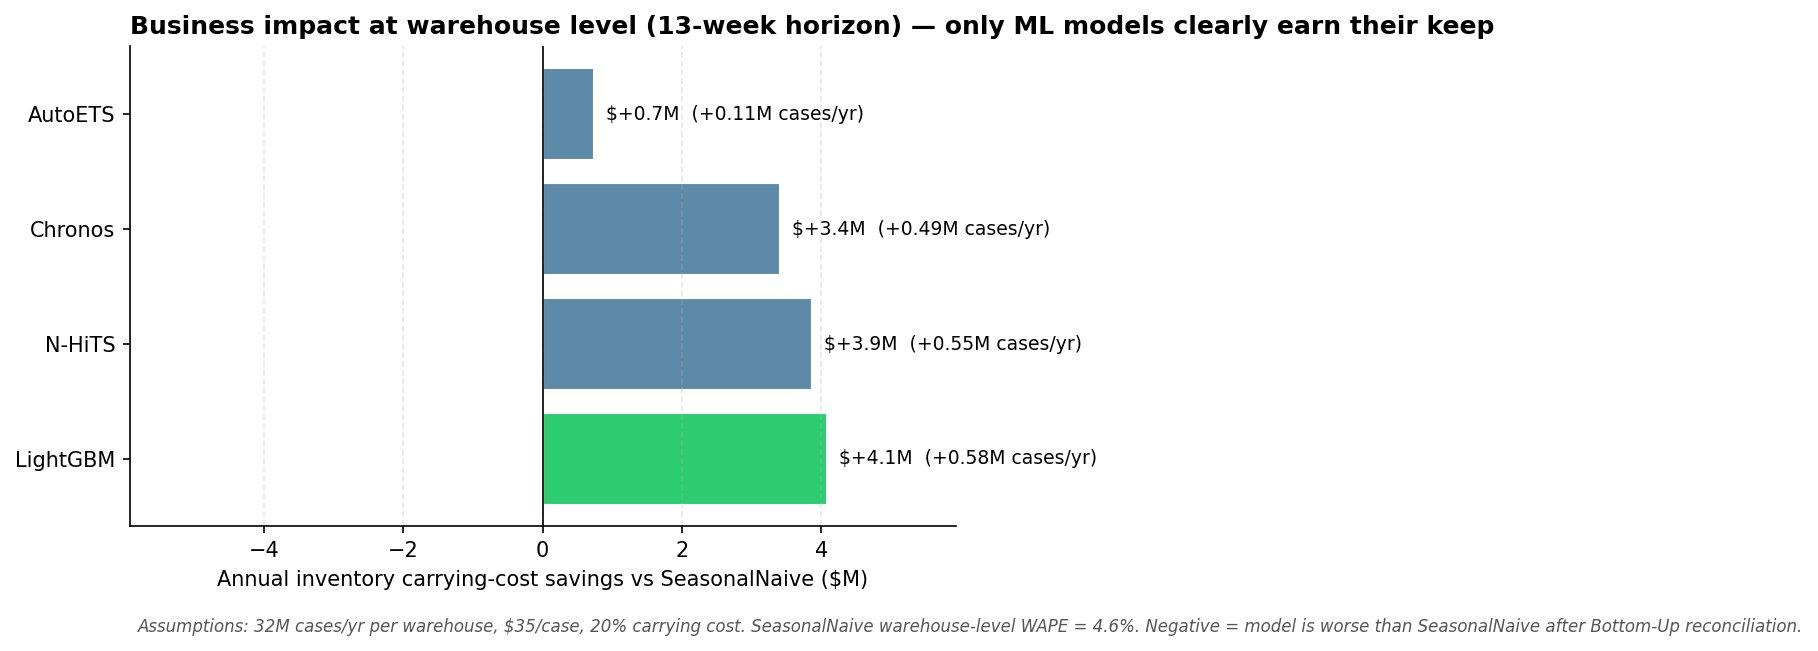 Business impact at warehouse level (13-week horizon) — only ML models clearly earn their keep
AutoETS
$+0.7M  (+0.11M cases/yr)
Chronos
$+3.4M  (+0.49M cases/yr)
N-HiTS
$+3.9M  (+0.55M cases/yr)
LightGBM
$+4.1M  (+0.58M cases/yr)
−4 −2 0 2 4
Annual inventory carrying-cost savings vs SeasonalNaive ($M)
Assumptions: 32M cases/yr per warehouse, $35/case, 20% carrying cost. SeasonalNaive warehouse-level WAPE = 4.6%. Negative = model is worse than SeasonalNaive after Bottom-Up reconciliation.